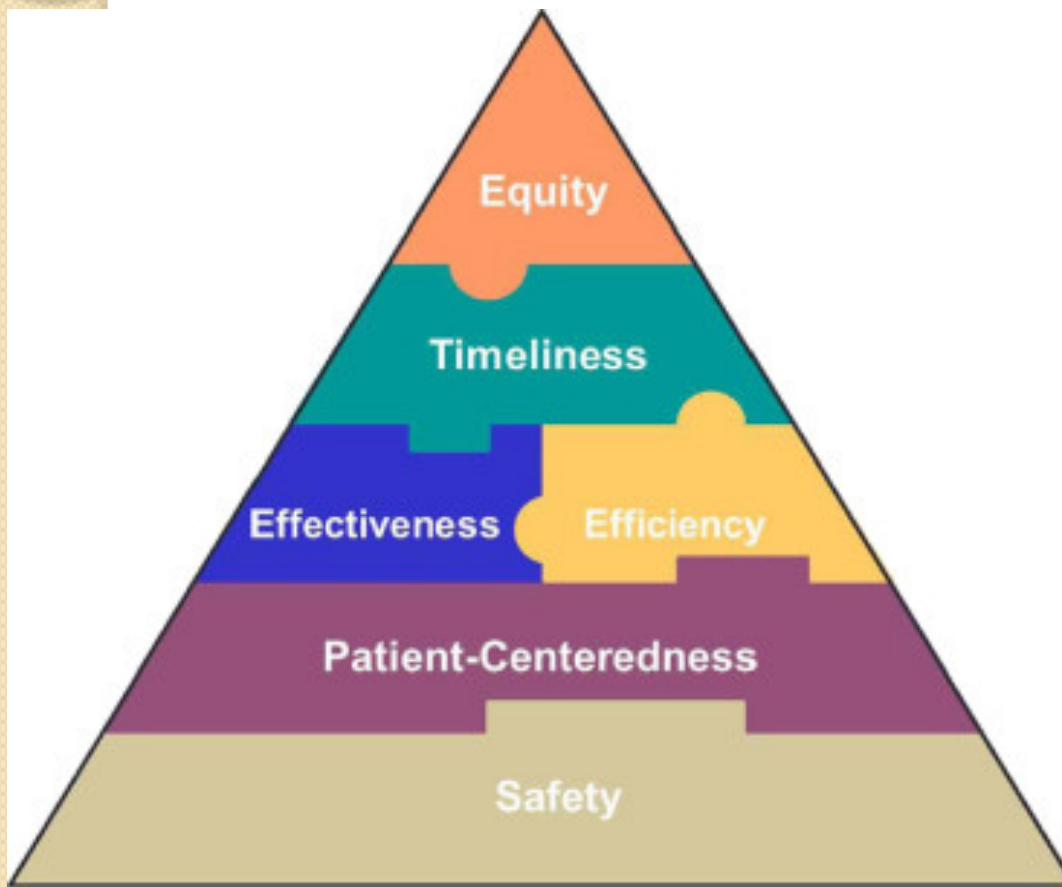 Equity
Timeliness
Effectiveness Efficiency
Patient-Centeredness
Safety